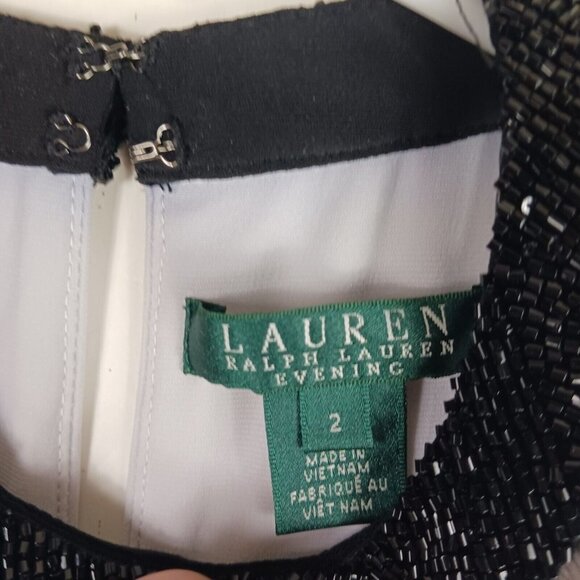 LAUREN
RALPH LAUREN
EVENING
2
MADE IN
VIETNAM
FABRIQUÉ AU
VIÊT NAM